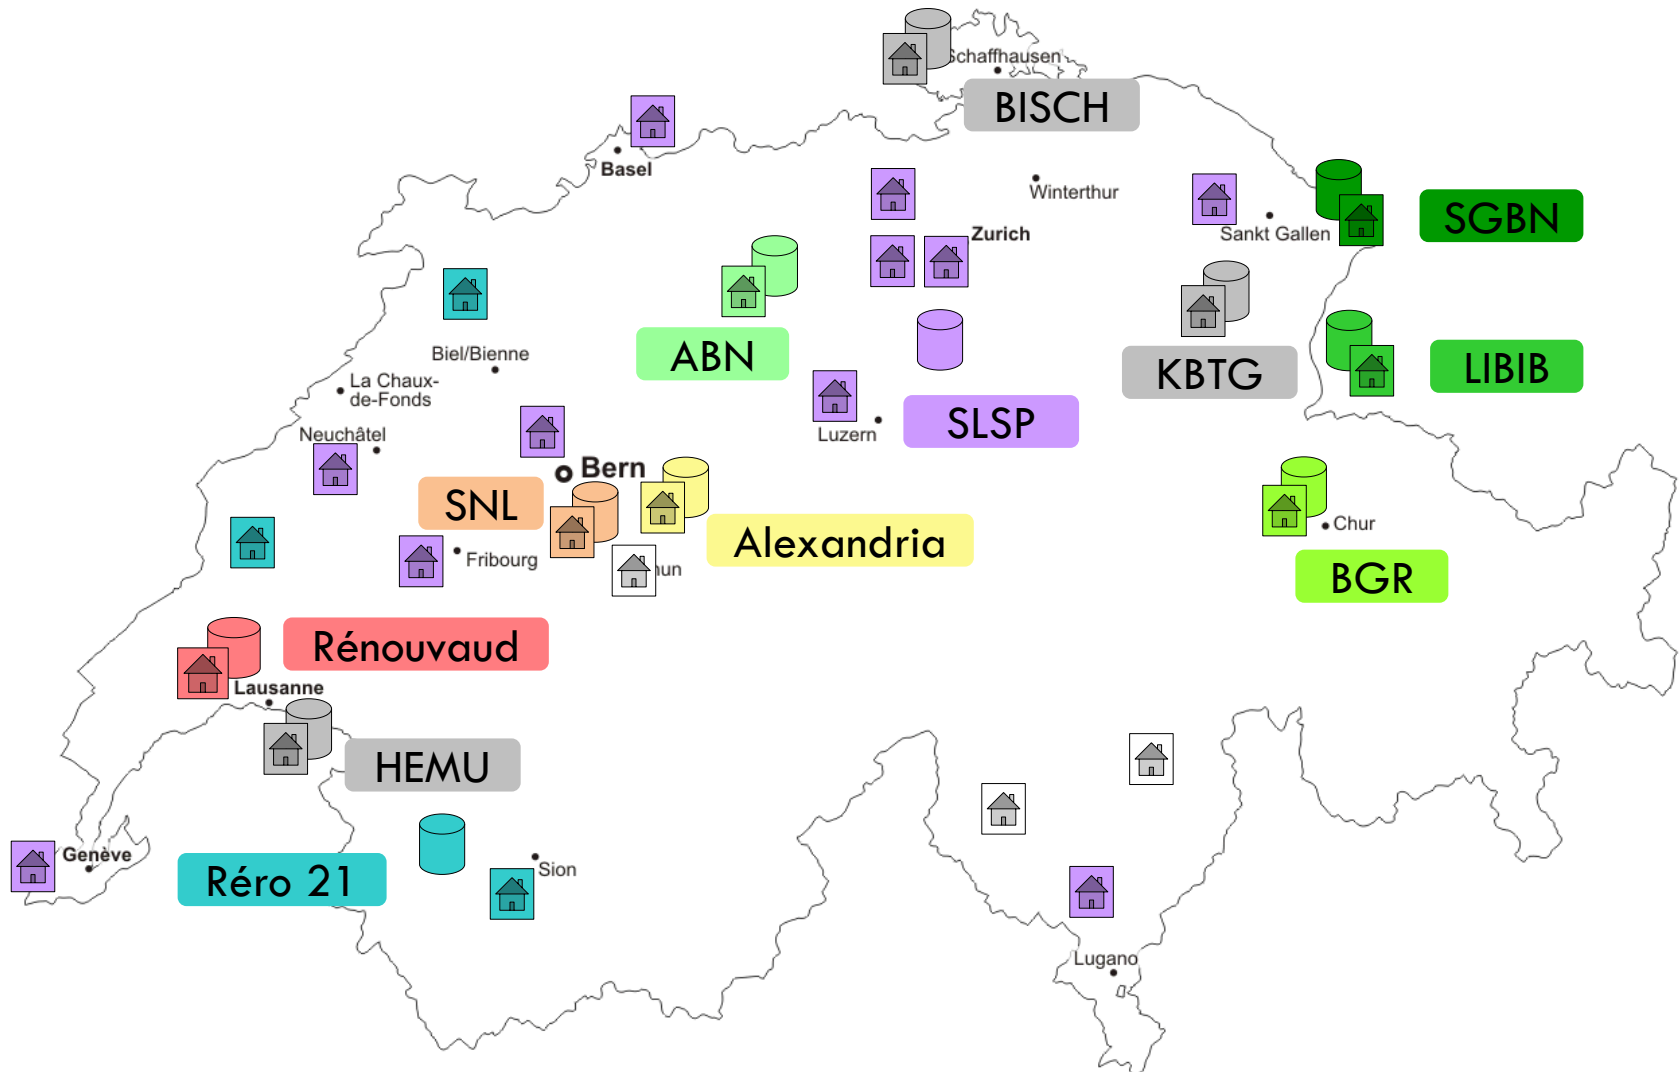 Schaffhausen
BISCH
Basel
Winterthur
Zurich
Sankt Gallen
SGBN
ABN
KBTG
LIBIB
Biel/Bienne
La Chaux-
de-Fonds
Neuchâtel
Luzern
SLSP
Bern
SNL
Alexandria
Fribourg
hun
Chur
BGR
Rénouvaud
Lausanne
HEMU
Genève
Réro 21
Sion
Lugano